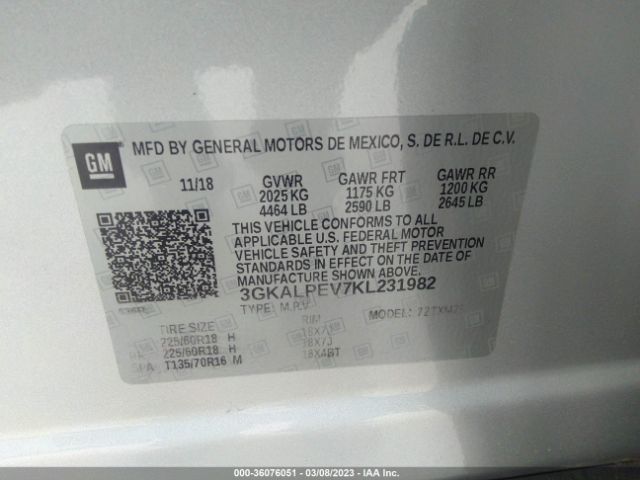 GM
MFD BY GENERAL MOTORS DE MEXICO, S. DE R.L. DE C.V.
11/18 GVWR GAWR FRT GAWR RR
2025 KG 1175 KG 1200 KG
4464 LB 2590 LB 2645 LB
THIS VEHICLE CONFORMS TO ALL
APPLICABLE U.S. FEDERAL MOTOR
VEHICLE SAFETY AND THEFT PREVENTION
STANDARDS IN EFFECT ON THE DATE OF
MANUFACTURE SHOWN ABOVE.
3GKALPEV7KL231982
TYPE: M.P.V. MODEL:
TIRE SIZE RIM
225/60R18 H 18X7J
225/60R18 H 18X7J
SPA T135/70R16 M 16X4BT
000-36076051 - 03/08/2023 - IAA Inc.